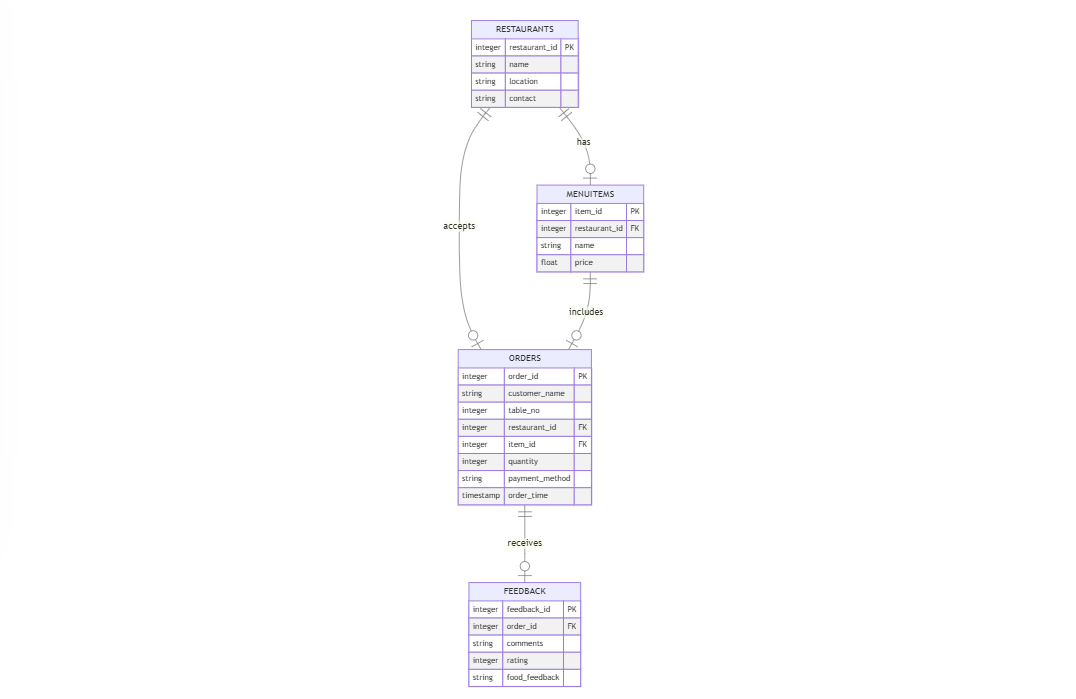 RESTAURANTS
integer restaurant_id PK
string name
string location
string contact
has
MENUITEMS
integer item_id PK
integer restaurant_id FK
string name
float price
accepts
includes
ORDERS
integer order_id PK
string customer_name
integer table_no
integer restaurant_id FK
integer item_id FK
integer quantity
string payment_method
timestamp order_time
receives
FEEDBACK
integer feedback_id PK
integer order_id FK
string comments
integer rating
string food_feedback